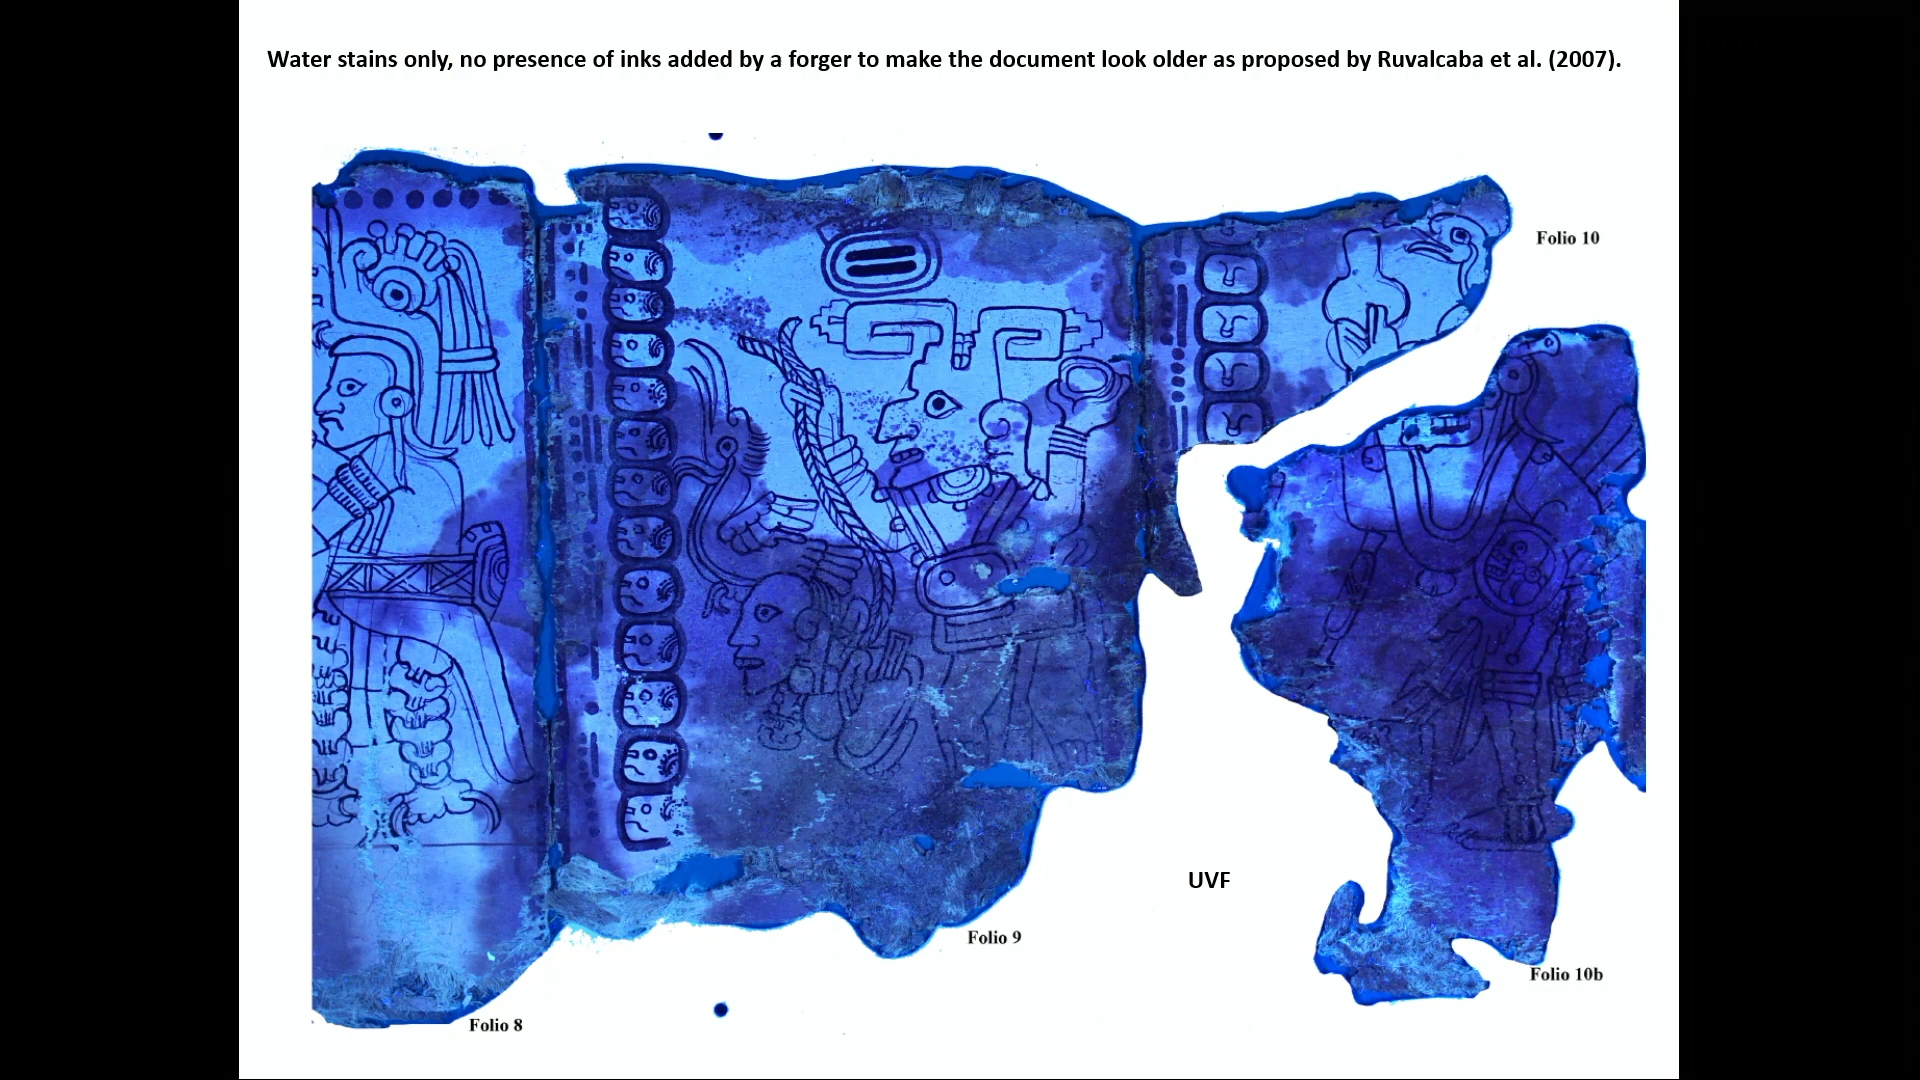 Water stains only, no presence of inks added by a forger to make the document look older as proposed by Ruvalcaba et al. (2007).
Folio 10
UVF
Folio 9
Folio 10b
Folio 8